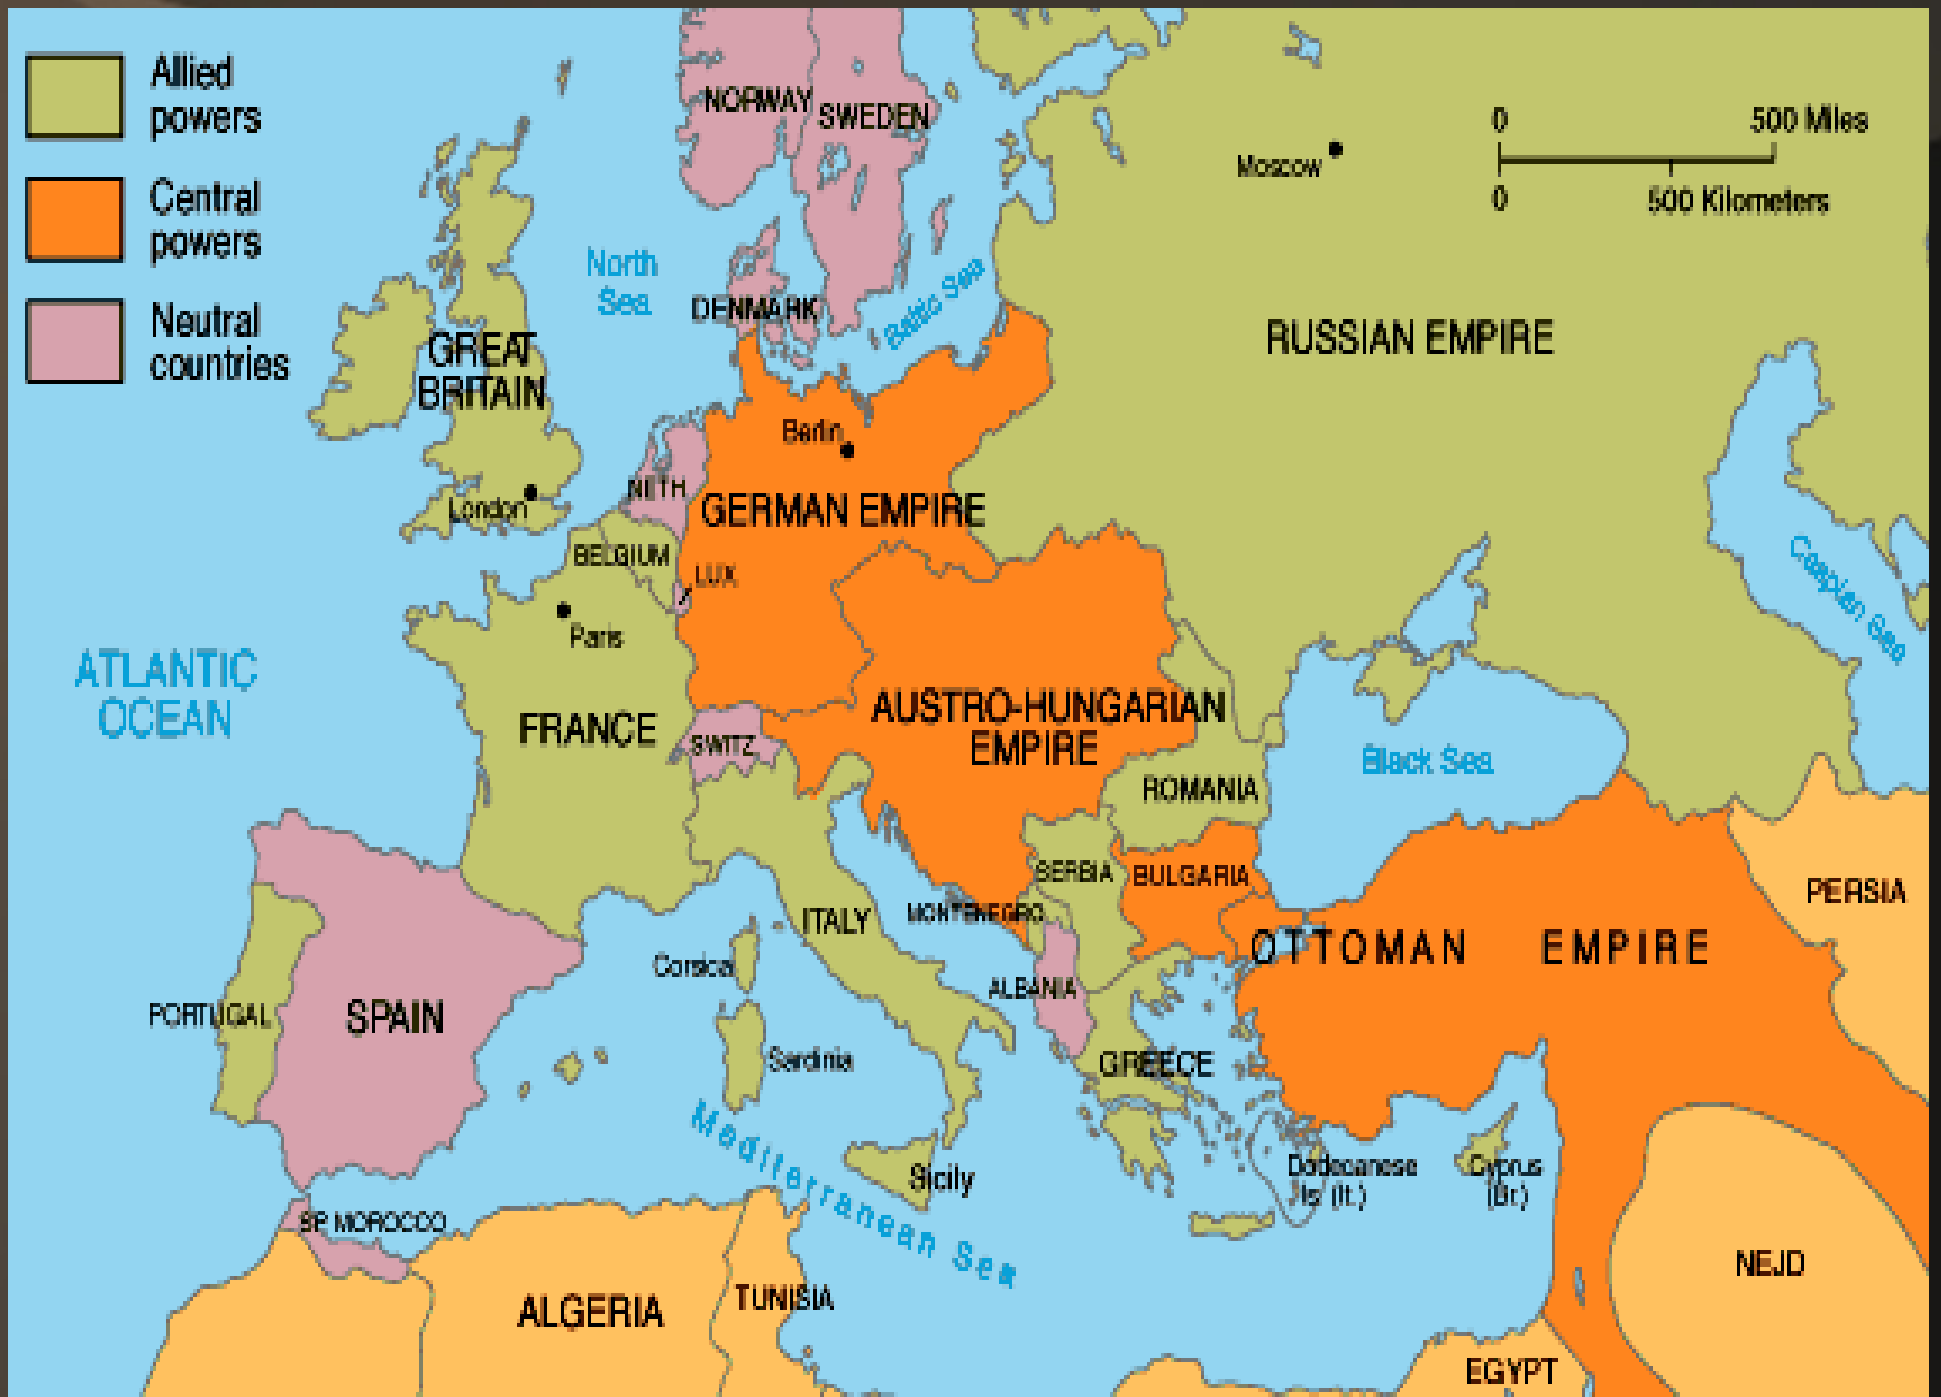 Allied
powers
Central
powers
Neutral
countries
NORWAY
SWEDEN
0
500 Miles
Moscow
0
500 Kilometers
North
Sea
Baltic Sea
DENMARK
RUSSIAN EMPIRE
GREAT
BRITAIN
Berlin
NETH
London
GERMAN EMPIRE
BELGIUM
LUX
Caspian Sea
Paris
ATLANTIC
OCEAN
FRANCE
AUSTRO-HUNGARIAN
EMPIRE
SWITZ
Black Sea
ROMANIA
SERBIA
BULGARIA
PERSIA
MONTENEGRO
ITALY
OTTOMAN EMPIRE
Corsica
ALBANIA
PORTUGAL
SPAIN
Sardinia
GREECE
Mediterranean Sea
Sicily
Dodecanese
Is (It.)
Cyprus
(Br.)
SP MOROCCO
NEJD
ALGERIA
TUNISIA
EGYPT